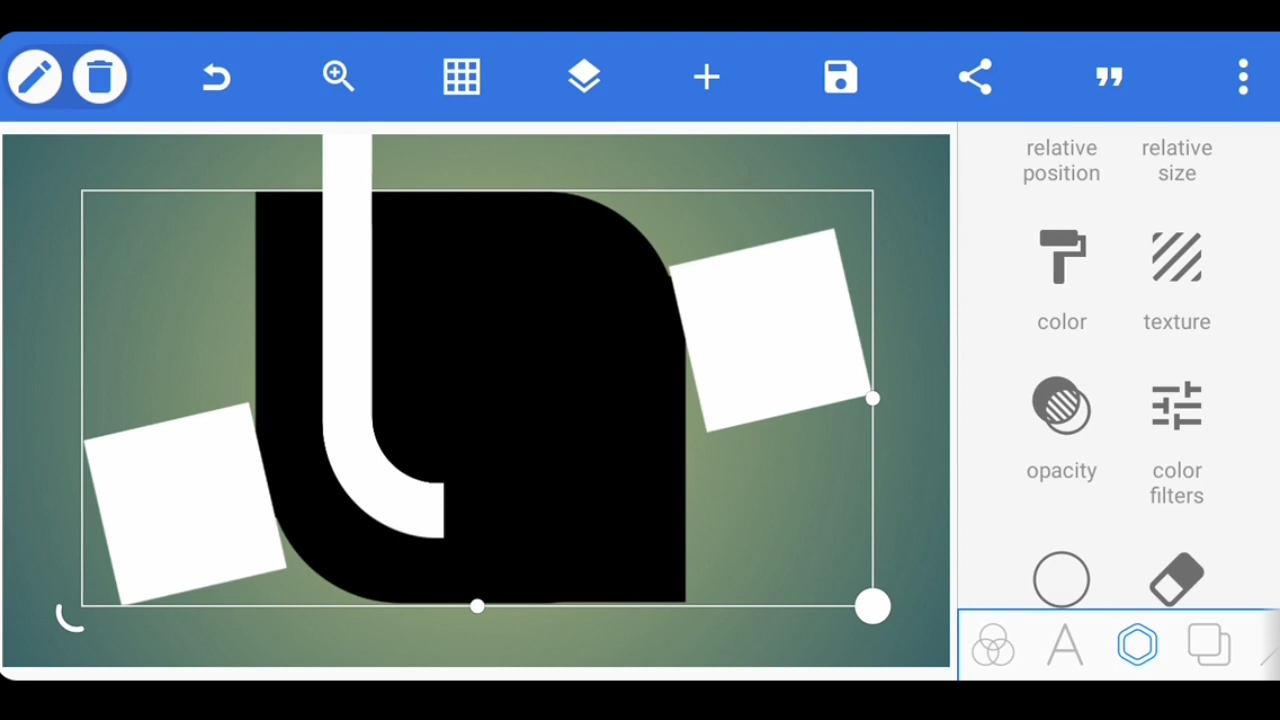 relative relative
position size
color texture
opacity color
filters